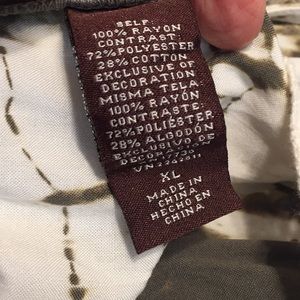 SELF:
100% RAYON
CONTRAST:
72% POLYESTER
28% COTTON
EXCLUSIVE OF
DECORATION
MISMA TELA
100% RAYON
CONTRASTE:
72% POLIÉSTER
28% ALGODÓN
EXCLUSIVO DE
XL
MADE IN
CHINA
HECHO EN
CHINA